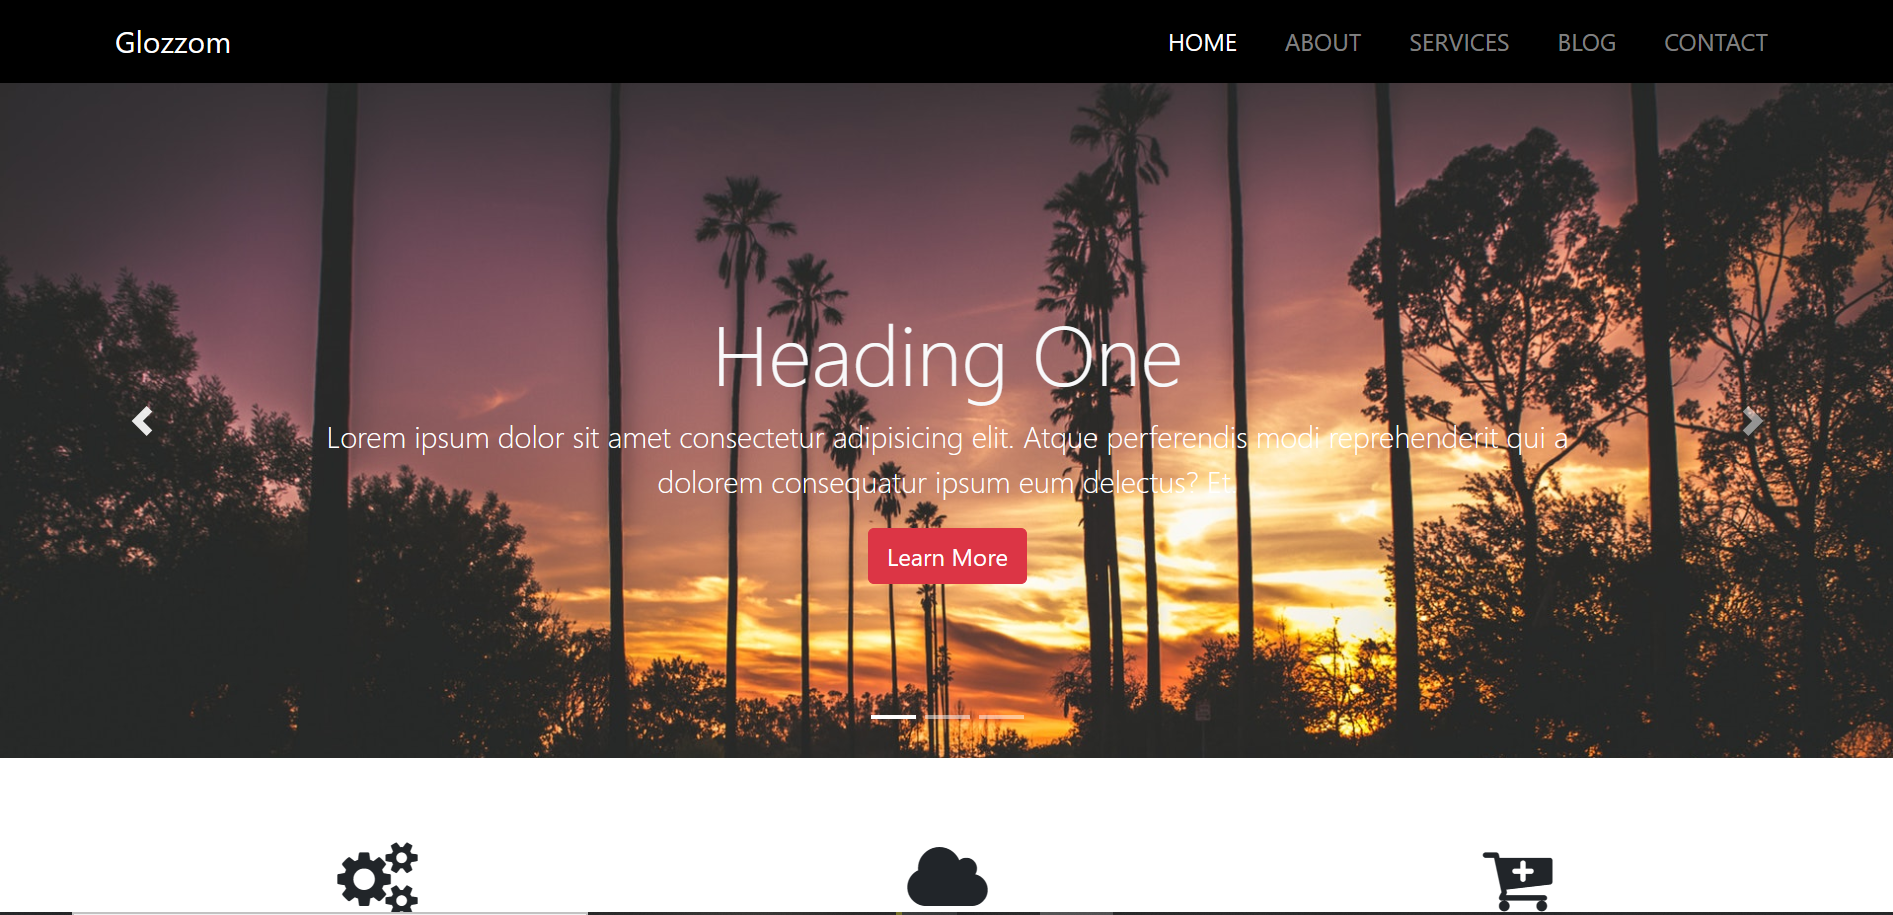 Glozzom
HOME ABOUT SERVICES BLOG CONTACT
Heading One
Lorem ipsum dolor sit amet consectetur adipisicing elit. Atque perferendis modi reprehenderit qui a
dolorem consequatur ipsum eum delectus? Et.
Learn More